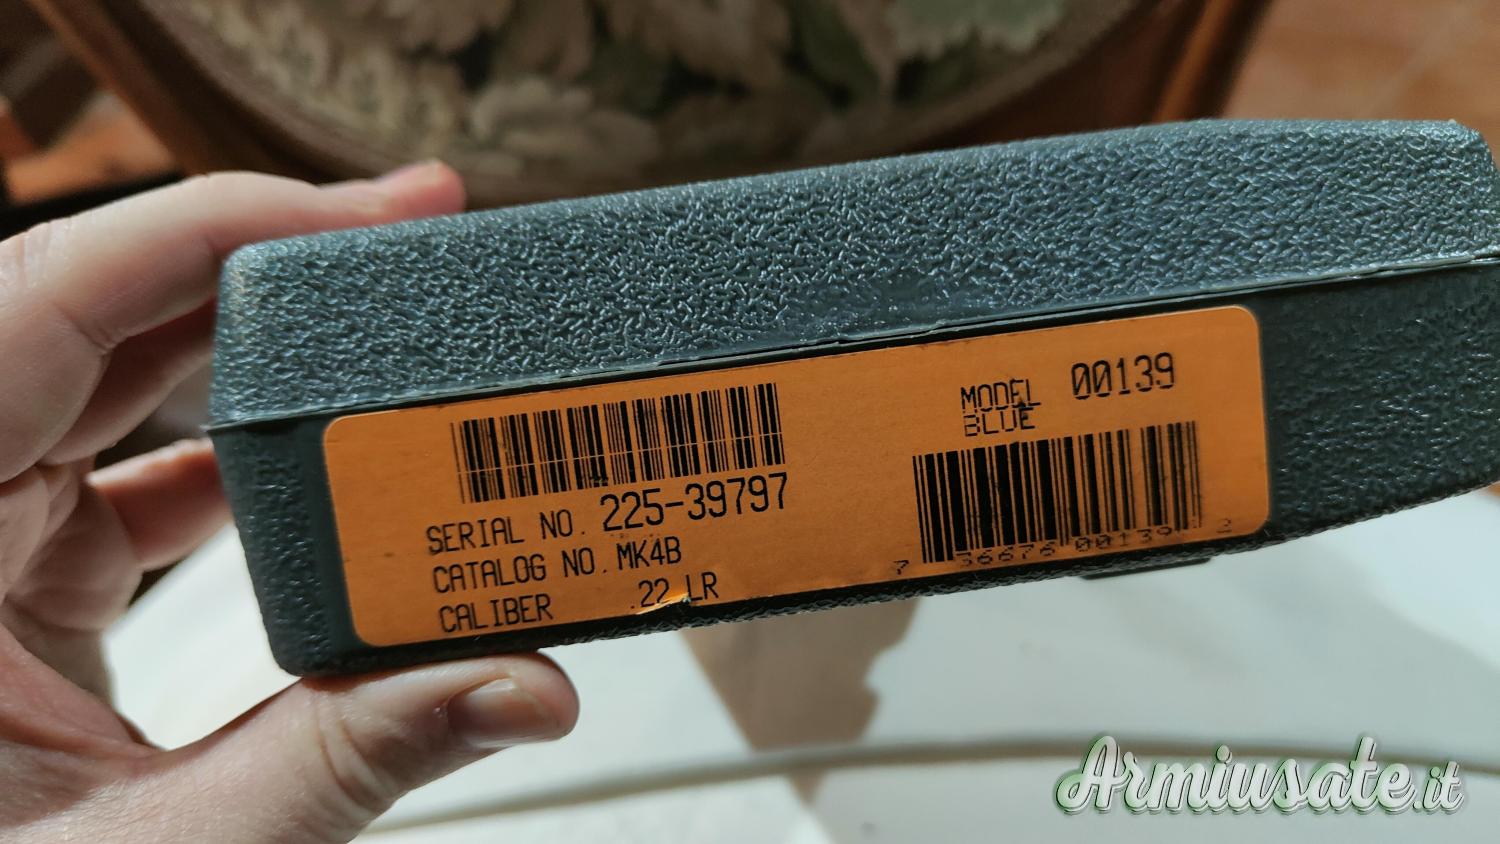 SERIAL NO. 225-39797
CATALOG NO. MK4B
CALIBER .22 LR
MODEL 00139
BLUE
7 36676 00139 2
Armiusate.it